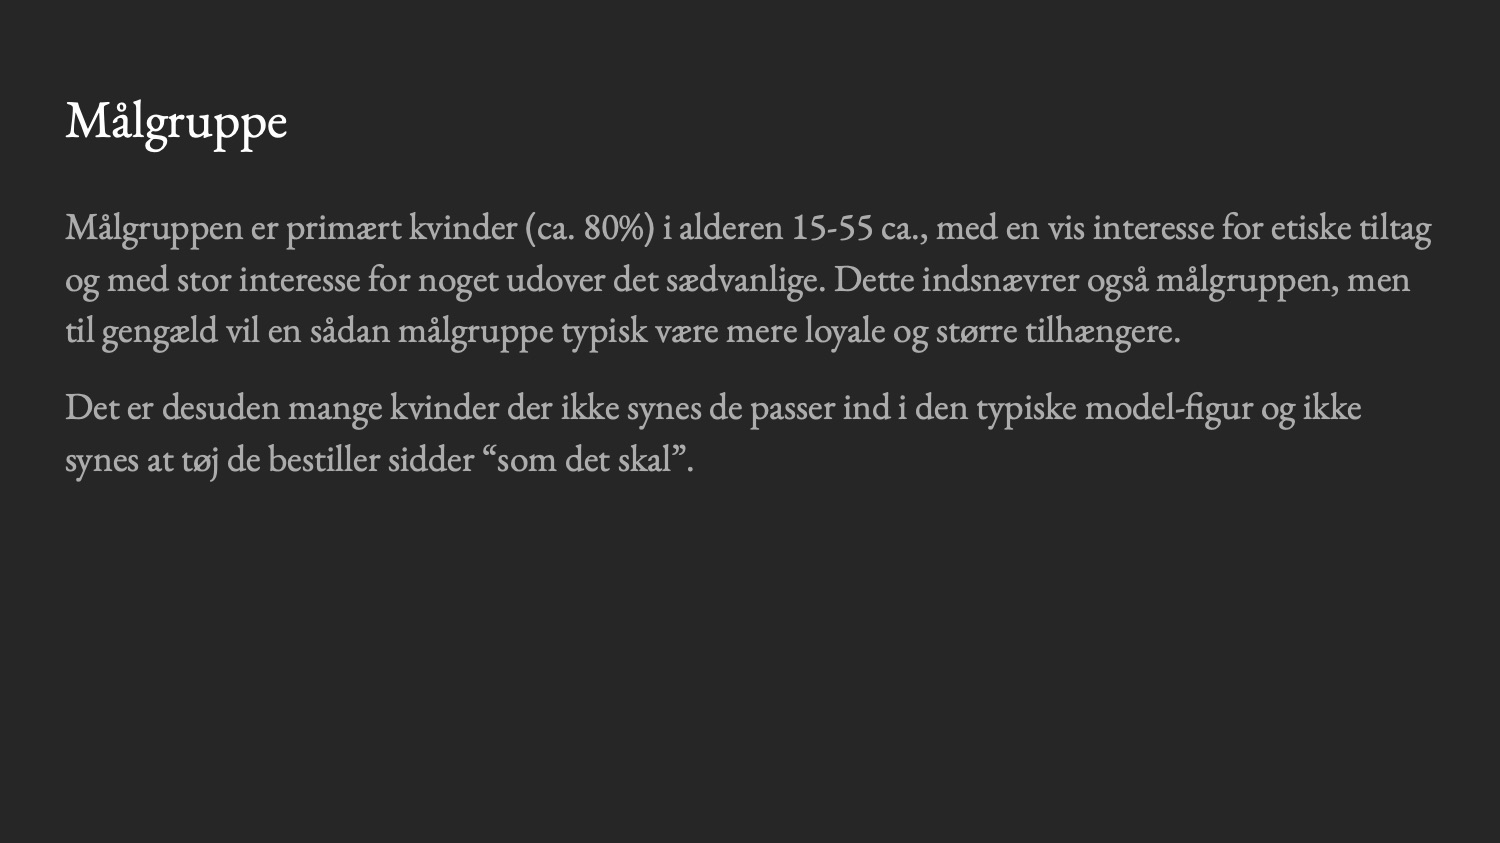 Målgruppe
Målgruppen er primært kvinder (ca. 80%) i alderen 15-55 ca., med en vis interesse for etiske tiltag
og med stor interesse for noget udover det sædvanlige. Dette indsnævrer også målgruppen, men
til gengæld vil en sådan målgruppe typisk være mere loyale og større tilhængere.
Det er desuden mange kvinder der ikke synes de passer ind i den typiske model-figur og ikke
synes at tøj de bestiller sidder “som det skal”.